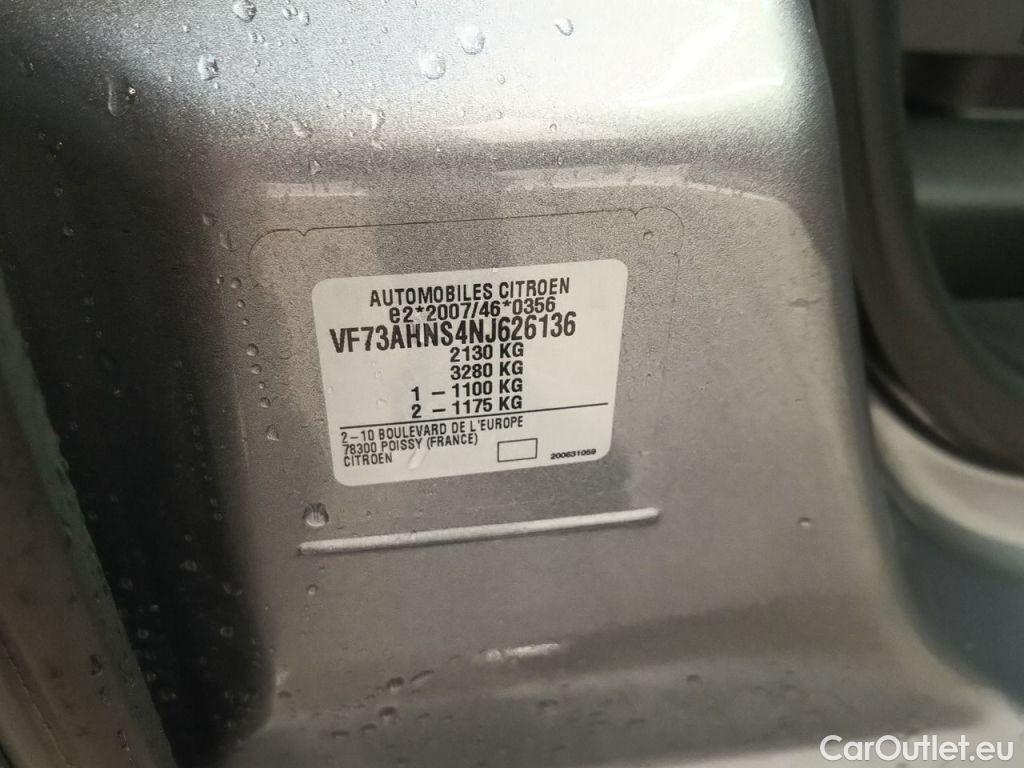 AUTOMOBILES CITROEN
e2*2007/46*0356
VF73AHNS4NJ626136
2130 KG
3280 KG
1 – 1100 KG
2 – 1175 KG
2–10 BOULEVARD DE L'EUROPE
78300 POISSY (FRANCE)
CITROEN
200631059
CarOutlet.eu